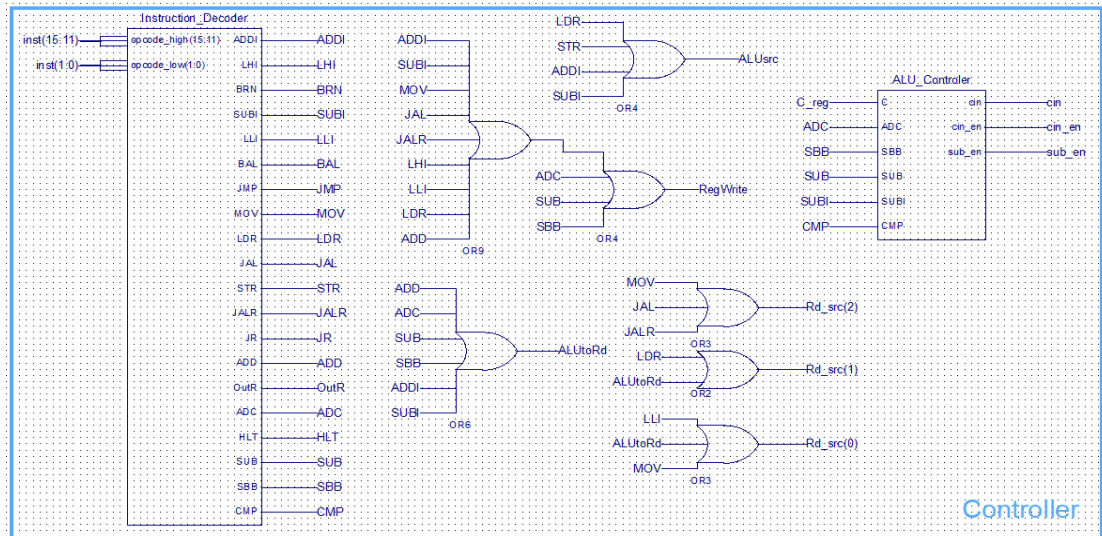 Instruction_Decoder
inst(15:11)
inst(1:0)
opcode_high(15:11)
opcode_low(1:0)
ADDI
LHI
BRN
SUBI
LLI
BAL
JMP
MOV
LDR
JAL
STR
JALR
JR
ADD
OutR
ADC
HLT
SUB
SBB
CMP
ADDI
LHI
BRN
SUBI
LLI
BAL
JMP
MOV
LDR
JAL
STR
JALR
JR
ADD
OutR
ADC
HLT
SUB
SBB
CMP
ADDI
SUBI
MOV
JAL
JALR
LHI
LLI
LDR
ADD
OR9
ADC
SUB
SBB
OR4
RegWrite
LDR
STR
ADDI
SUBI
OR4
ALUsrc
ADD
ADC
SUB
SBB
ADDI
SUBI
OR6
ALUtoRd
MOV
JAL
JALR
OR3
Rd_src(2)
LDR
ALUtoRd
OR2
Rd_src(1)
LLI
ALUtoRd
MOV
OR3
Rd_src(0)
ALU_Controler
C_reg
ADC
SBB
SUB
SUBI
CMP
C
ADC
SBB
SUB
SUBI
CMP
cin
cin_en
sub_en
cin
cin_en
sub_en
Controller